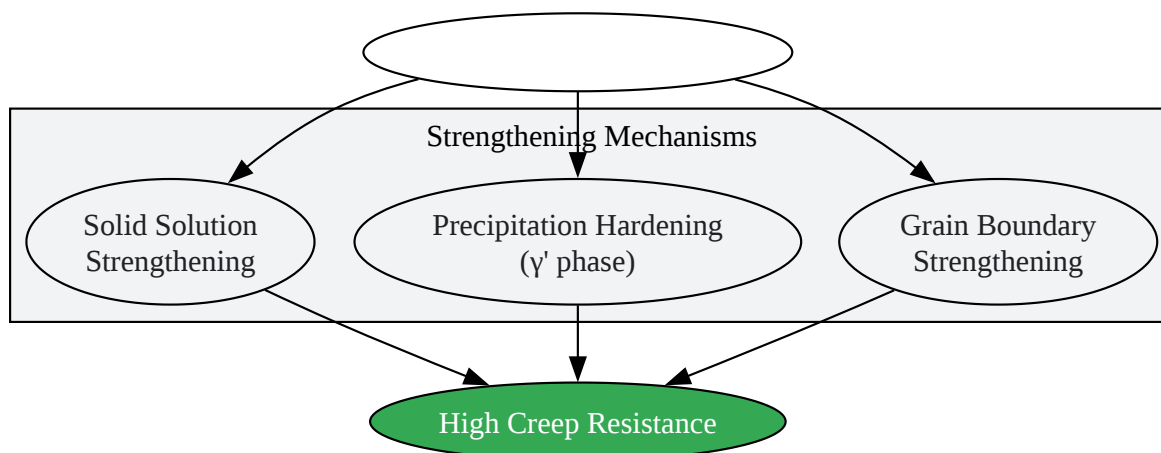 Strengthening Mechanisms
Solid Solution
Strengthening
Precipitation Hardening
(γ' phase)
Grain Boundary
Strengthening
High Creep Resistance